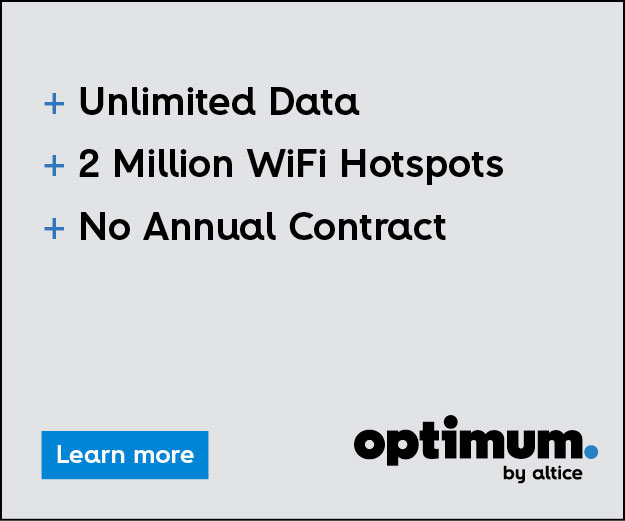 + Unlimited Data
+ 2 Million WiFi Hotspots
+ No Annual Contract
Learn more
optimum.
by altice